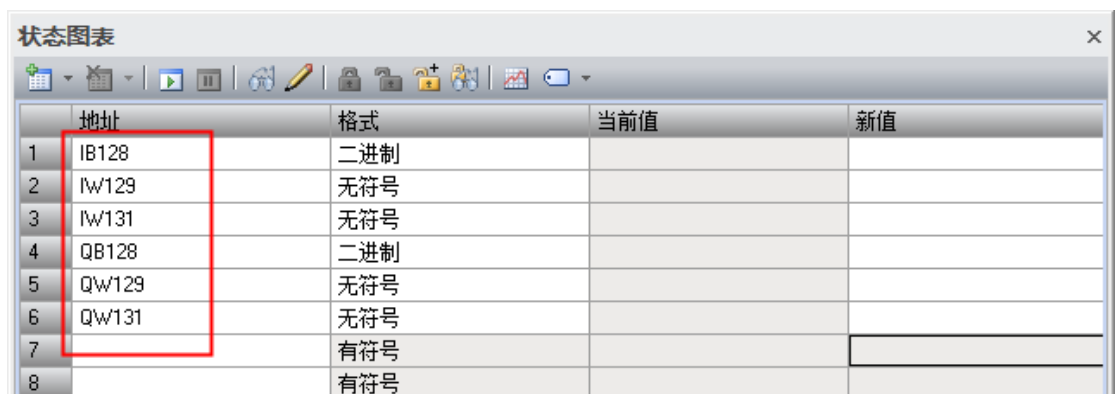 状态图表
地址 格式 当前值 新值
1 IB128 二进制
2 IW129 无符号
3 IW131 无符号
4 QB128 二进制
5 QW129 无符号
6 QW131 无符号
7 有符号
8 有符号